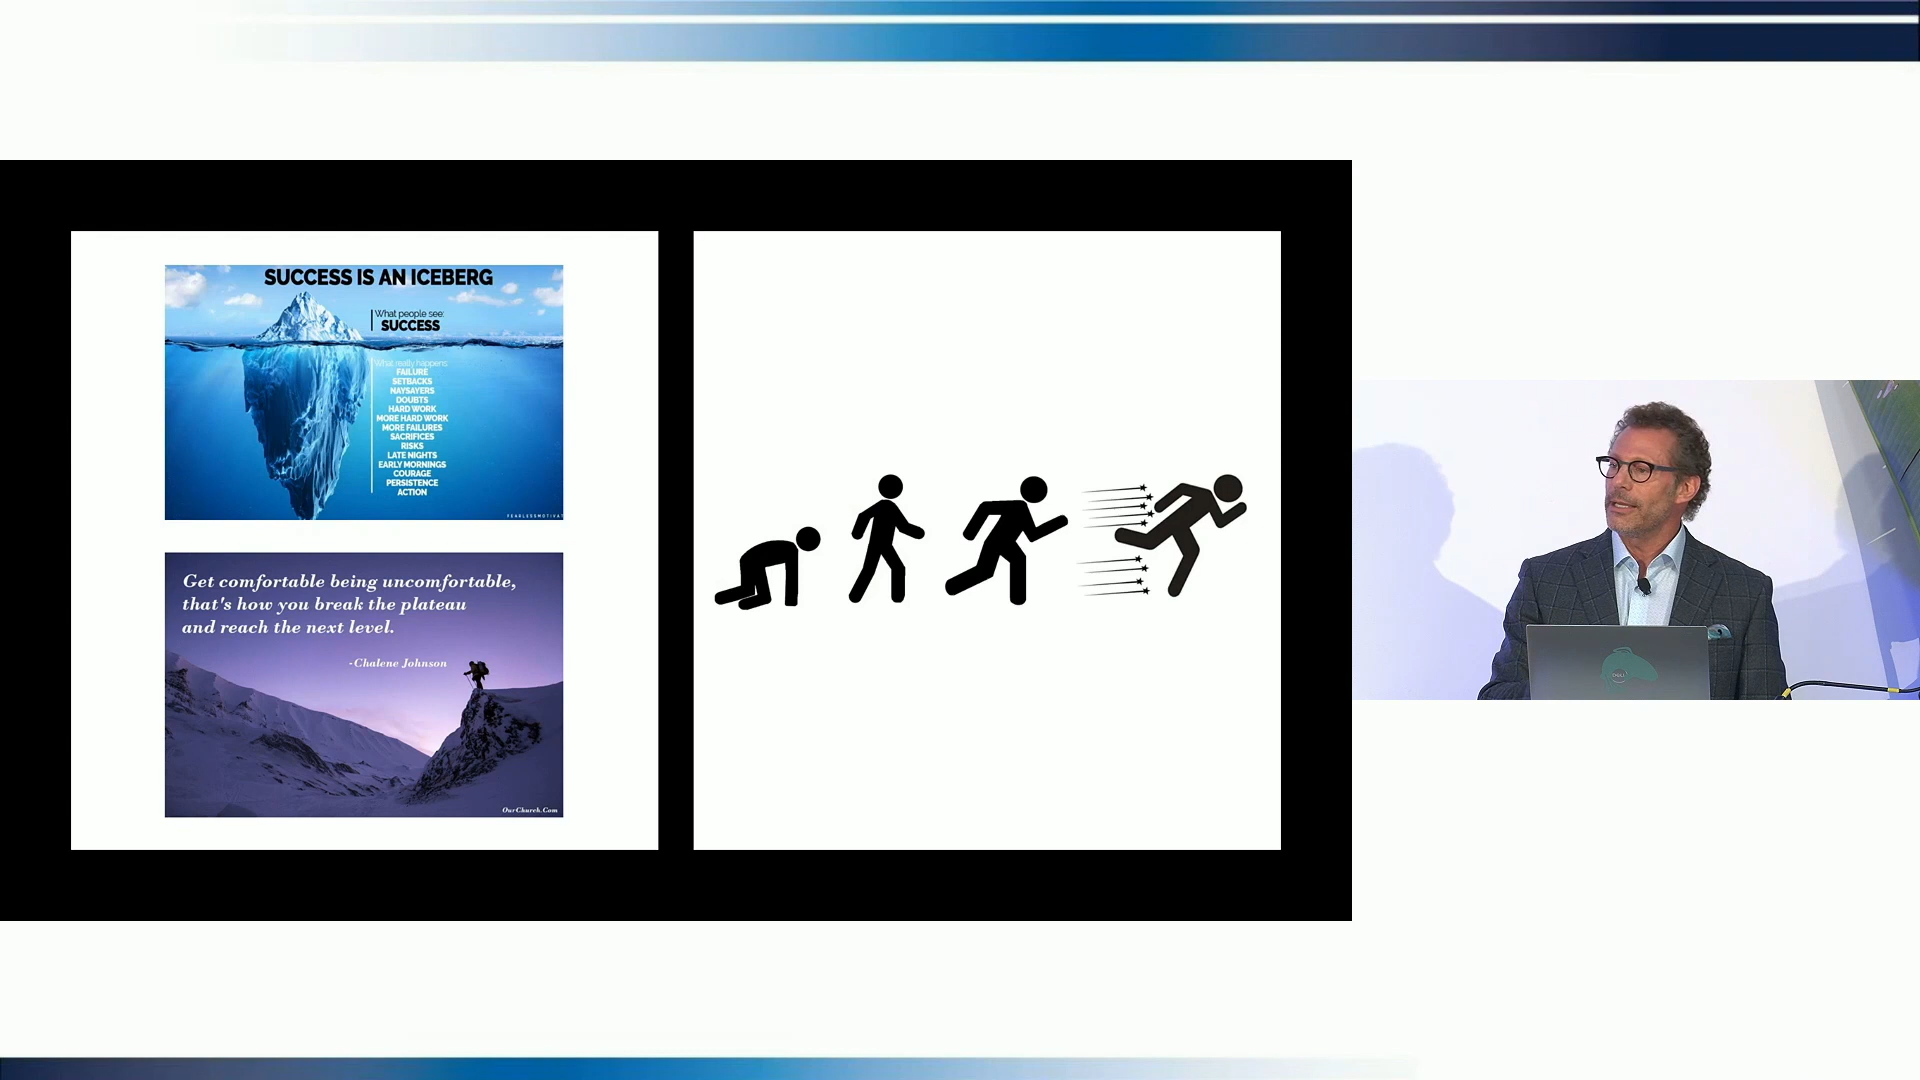 SUCCESS IS AN ICEBERG
What people see:
SUCCESS
What really happens:
FAILURE
SETBACKS
NAYSAYERS
DOUBTS
HARD WORK
MORE HARD WORK
MORE FAILURES
SACRIFICES
RISKS
LATE NIGHTS
EARLY MORNINGS
COURAGE
PERSISTENCE
ACTION
FEARLESSMOTIVAT
Get comfortable being uncomfortable,
that's how you break the plateau
and reach the next level.
-Chalene Johnson
OurChurch.Com
DELL